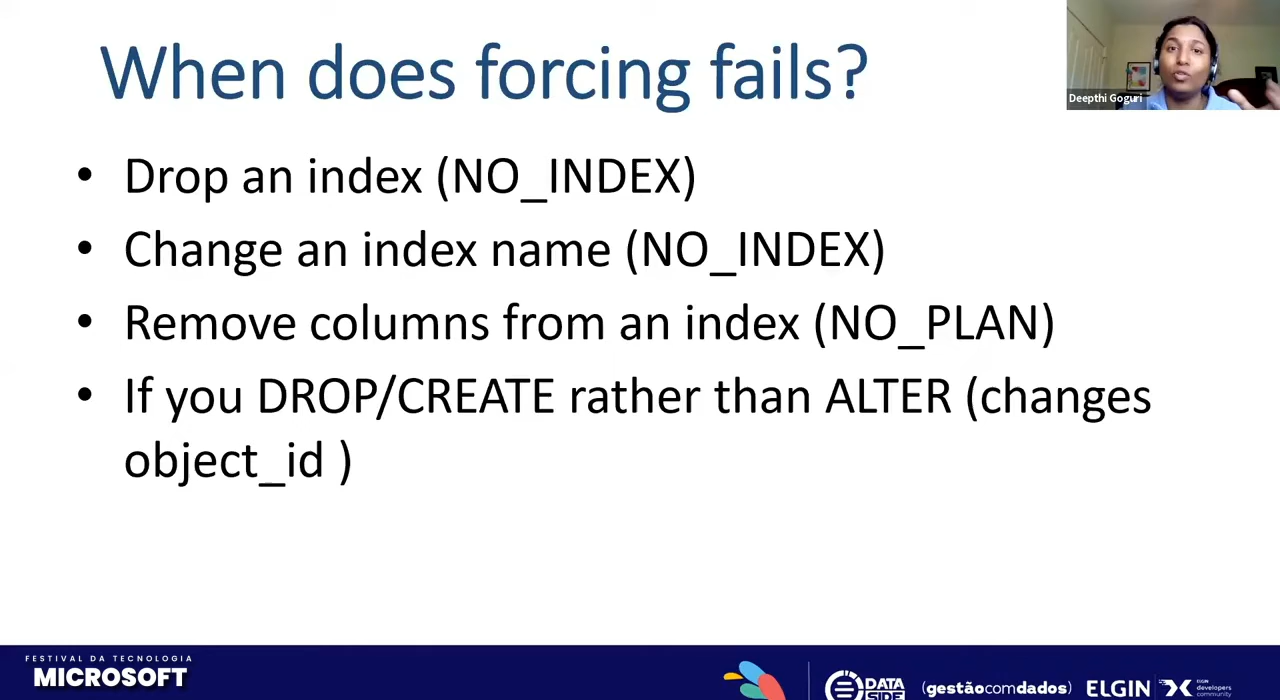 When does forcing fails?
Deepthi Goguri
• Drop an index (NO_INDEX)
• Change an index name (NO_INDEX)
• Remove columns from an index (NO_PLAN)
• If you DROP/CREATE rather than ALTER (changes
object_id )
FESTIVAL DA TECNOLOGIA
MICROSOFT
DATA
SIDE
(gestãocomdados)
ELGIN
ELGIN
developers
community